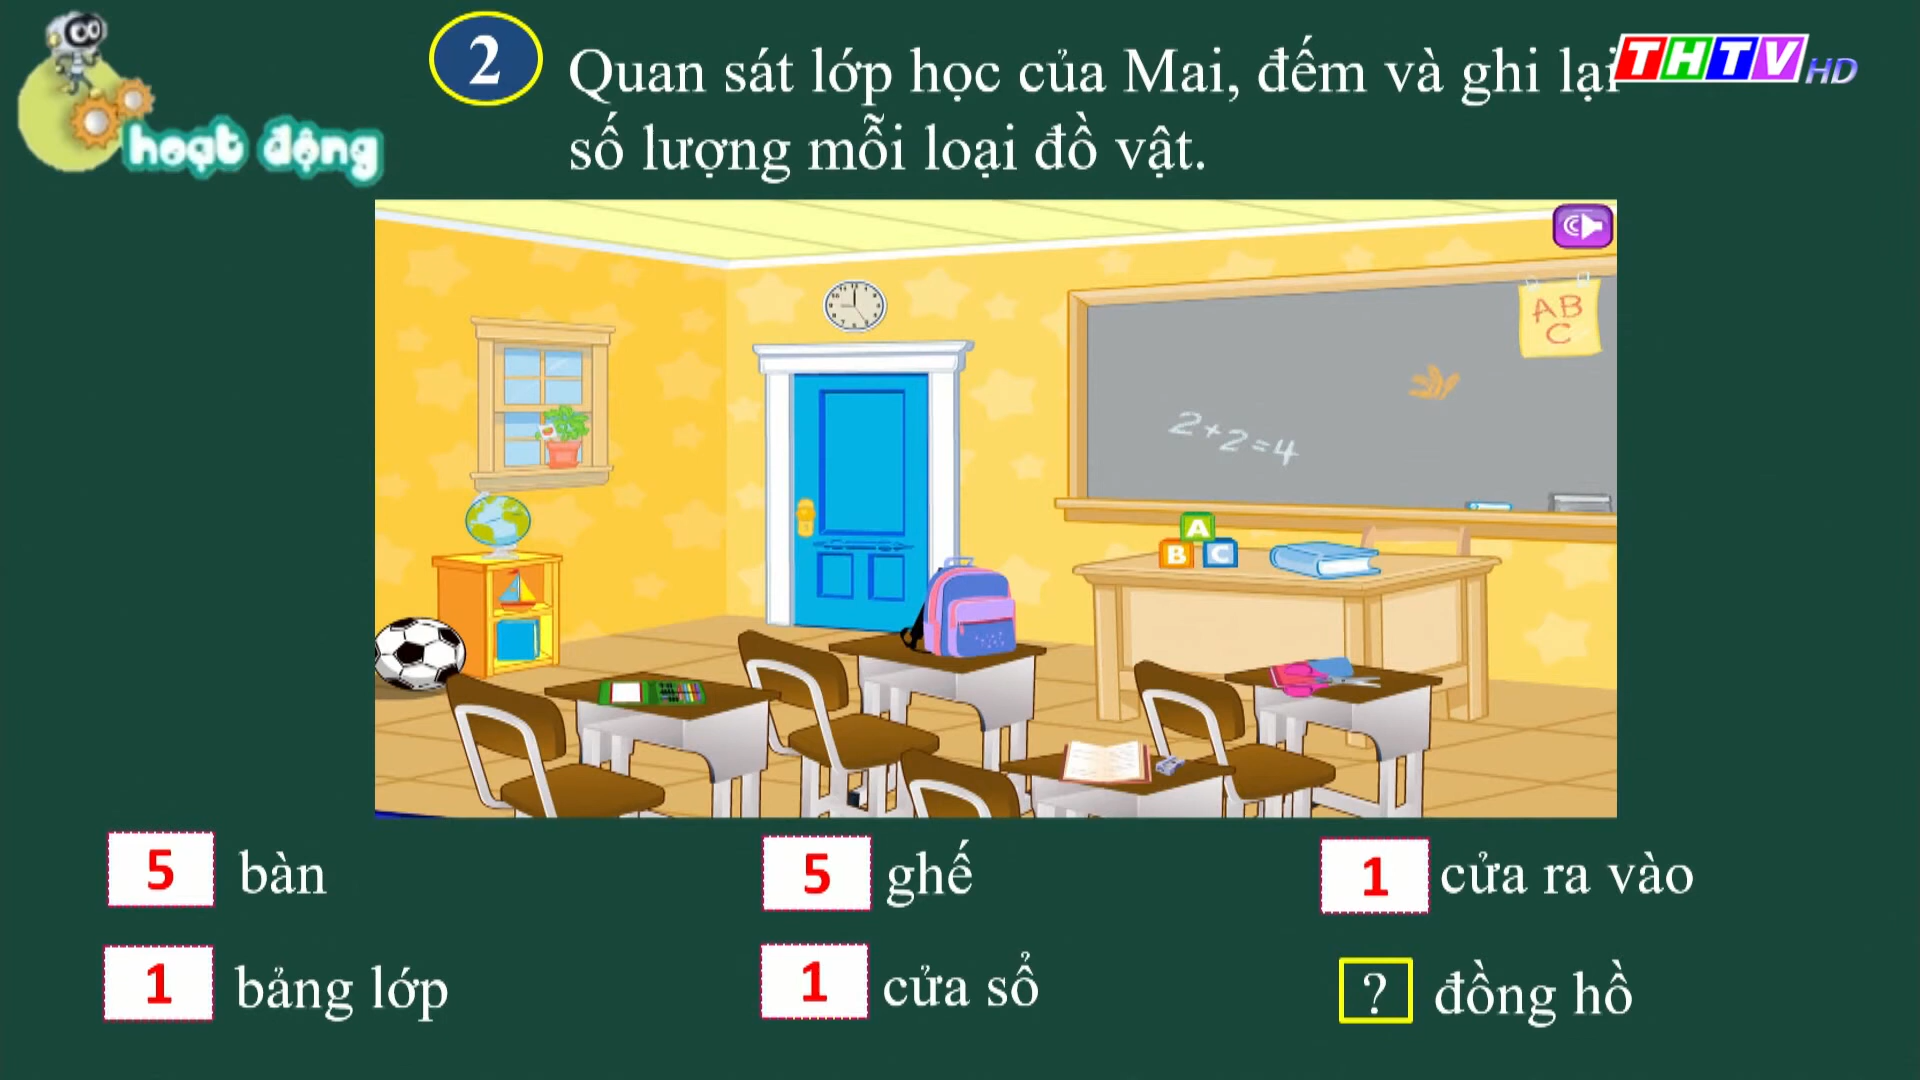 2
Quan sát lớp học của Mai, đếm và ghi lại
THTV HD
số lượng mỗi loại đồ vật.
hoạt động
AB
C
2+2=4
A
B C
5 bàn
5 ghế
1 cửa ra vào
1 bảng lớp
1 cửa sổ
? đồng hồ